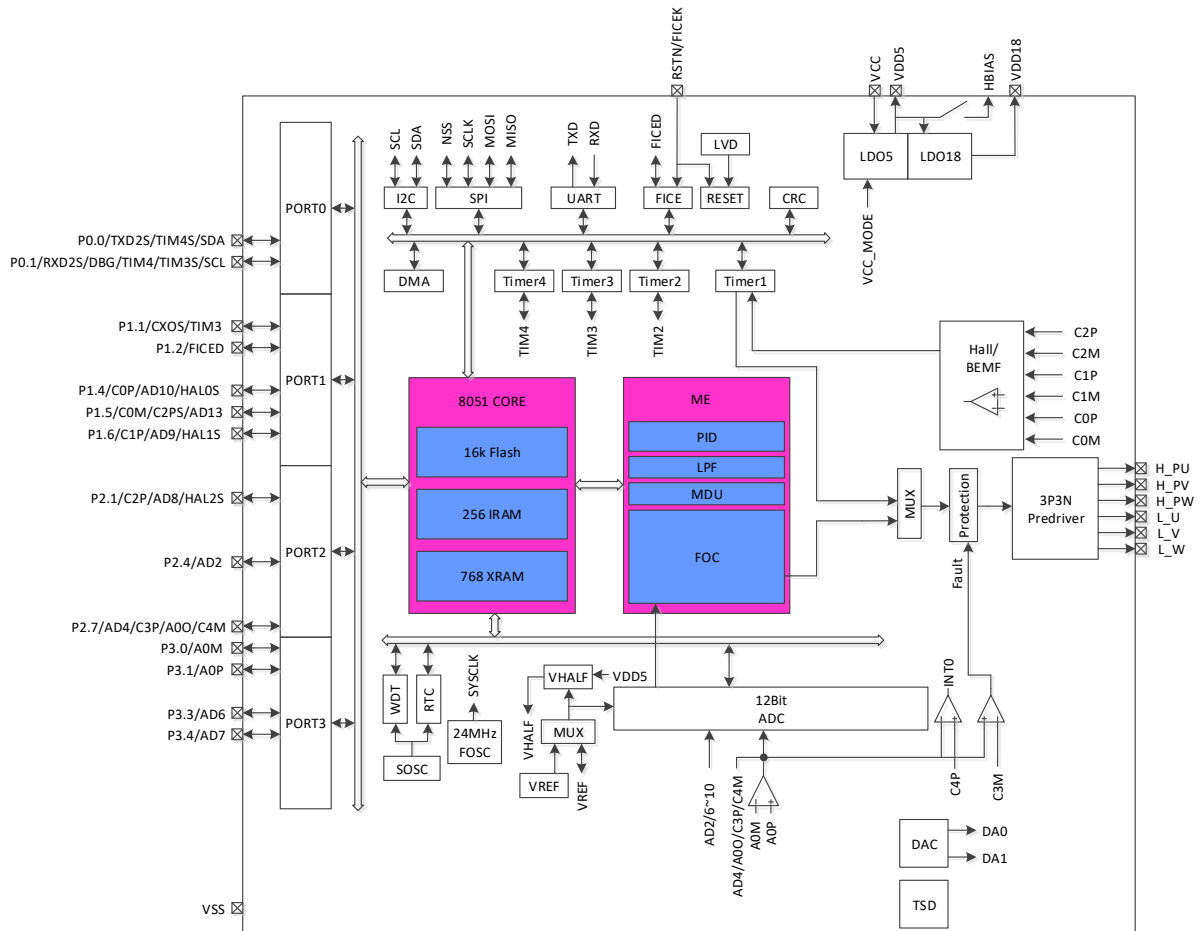 RSTN/FICEK
VCC
VDD5
HBIAS
VDD18
SCL
SDA
NSS
SCLK
MOSI
MISO
TXD
RXD
FICED
LVD
LDO5
LDO18
I2C
SPI
UART
FICE
RESET
CRC
VCC_MODE
PORT0
P0.0/TXD2S/TIM4S/SDA
P0.1/RXD2S/DBG/TIM4/TIM3S/SCL
DMA
Timer4
Timer3
Timer2
Timer1
TIM4
TIM3
TIM2
P1.1/CXOS/TIM3
P1.2/FICED
PORT1
P1.4/C0P/AD10/HAL0S
P1.5/C0M/C2PS/AD13
P1.6/C1P/AD9/HAL1S
Hall/
BEMF
C2P
C2M
C1P
C1M
C0P
C0M
8051 CORE
16k Flash
256 IRAM
768 XRAM
ME
PID
LPF
MDU
FOC
MUX
Protection
Fault
3P3N
Predriver
H_PU
H_PV
H_PW
L_U
L_V
L_W
P2.1/C2P/AD8/HAL2S
PORT2
P2.4/AD2
P2.7/AD4/C3P/A0O/C4M
P3.0/A0M
P3.1/A0P
P3.3/AD6
P3.4/AD7
PORT3
WDT
RTC
SOSC
SYSCLK
24MHz
FOSC
VHALF
VDD5
VHALF
MUX
VREF
VREF
12Bit
ADC
INT0
C4P
C3M
AD2/6~10
AD4/A0O/C3P/C4M
A0M
A0P
DAC
DA0
DA1
TSD
VSS